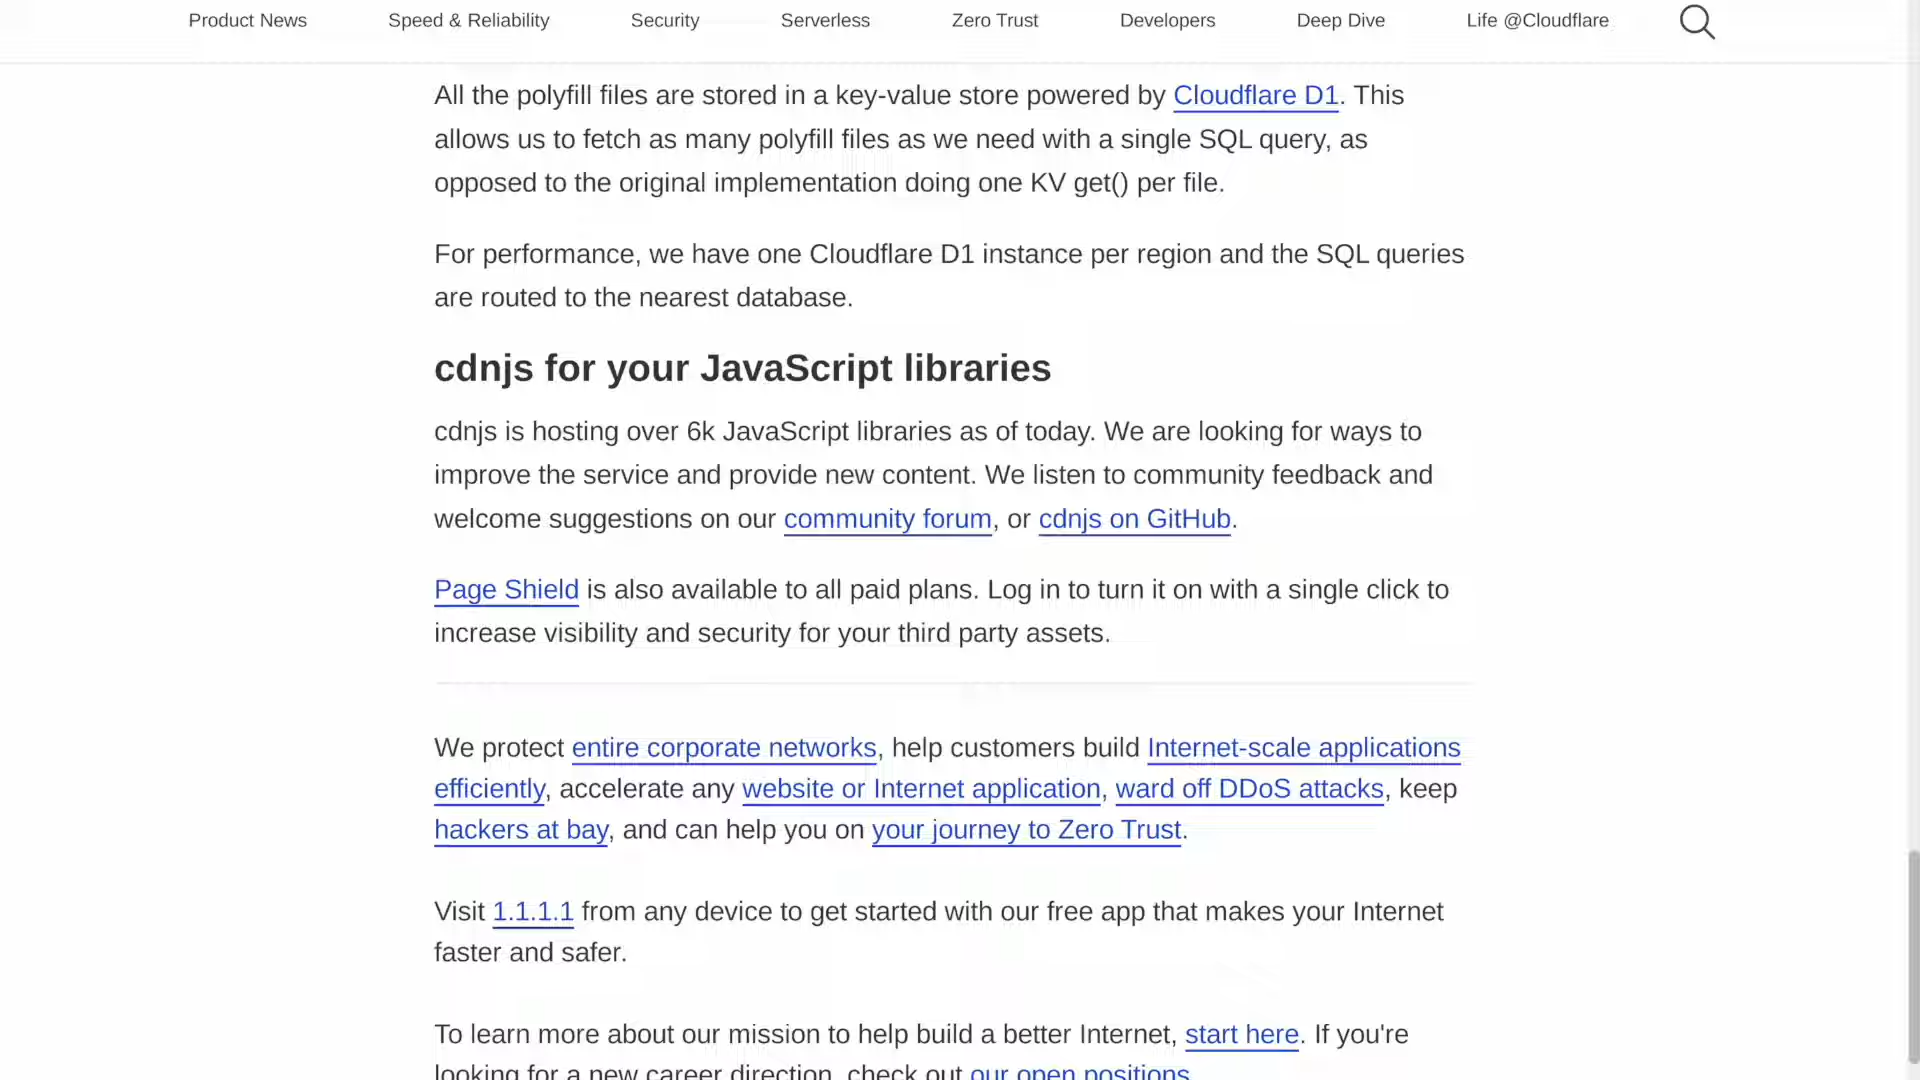 Product News Speed & Reliability Security Serverless Zero Trust Developers Deep Dive Life @Cloudflare
All the polyfill files are stored in a key-value store powered by Cloudflare D1. This
allows us to fetch as many polyfill files as we need with a single SQL query, as
opposed to the original implementation doing one KV get() per file.
For performance, we have one Cloudflare D1 instance per region and the SQL queries
are routed to the nearest database.
cdnjs for your JavaScript libraries
cdnjs is hosting over 6k JavaScript libraries as of today. We are looking for ways to
improve the service and provide new content. We listen to community feedback and
welcome suggestions on our community forum, or cdnjs on GitHub.
Page Shield is also available to all paid plans. Log in to turn it on with a single click to
increase visibility and security for your third party assets.
We protect entire corporate networks, help customers build Internet-scale applications
efficiently, accelerate any website or Internet application, ward off DDoS attacks, keep
hackers at bay, and can help you on your journey to Zero Trust.
Visit 1.1.1.1 from any device to get started with our free app that makes your Internet
faster and safer.
To learn more about our mission to help build a better Internet, start here. If you're
looking for a new career direction, check out our open positions.